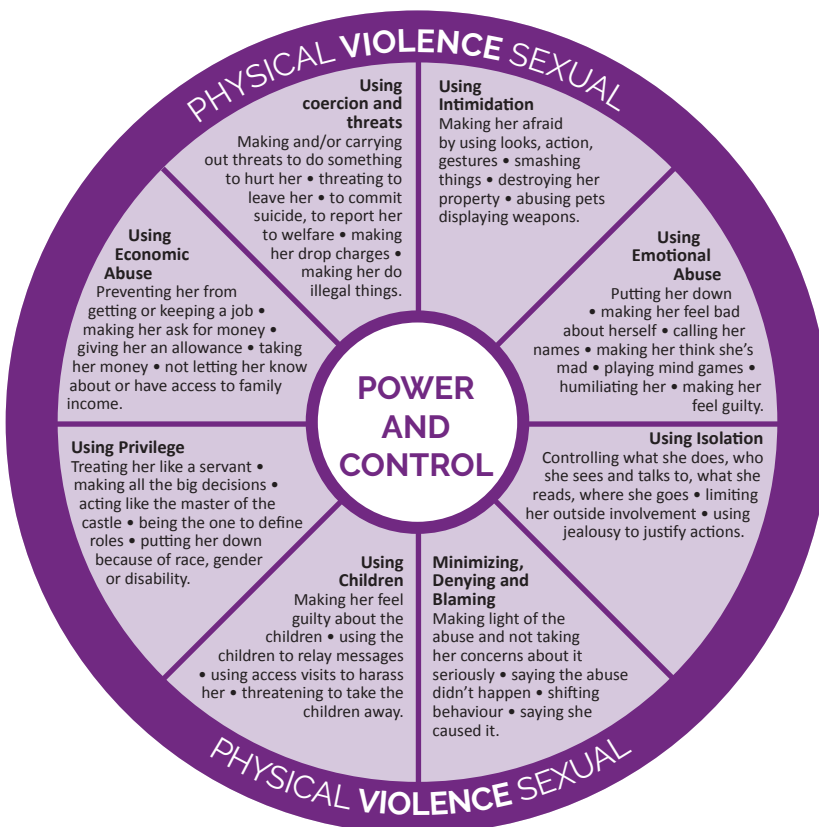 PHYSICAL VIOLENCE SEXUAL
Using
coercion and
threats
Making and/or carrying
out threats to do something
to hurt her • threating to
leave her • to commit
suicide, to report her
to welfare • making
her drop charges •
making her do
illegal things.
Using
Intimidation
Making her afraid
by using looks, action,
gestures • smashing
things • destroying her
property • abusing pets
displaying weapons.
Using
Economic
Abuse
Preventing her from
getting or keeping a job •
making her ask for money •
giving her an allowance • taking
her money • not letting her know
about or have access to family
income.
Using
Emotional
Abuse
Putting her down
• making her feel bad
about herself • calling her
names • making her think she's
mad • playing mind games •
humiliating her • making her
feel guilty.
POWER
AND
CONTROL
Using Privilege
Treating her like a servant •
making all the big decisions •
acting like the master of the
castle • being the one to define
roles • putting her down
because of race, gender
or disability.
Using Isolation
Controlling what she does, who
she sees and talks to, what she
reads, where she goes • limiting
her outside involvement • using
jealousy to justify actions.
Using
Children
Making her feel
guilty about the
children • using the
children to relay messages
• using access visits to harass
her • threatening to take the
children away.
Minimizing,
Denying and
Blaming
Making light of the
abuse and not taking
her concerns about it
seriously • saying the abuse
didn't happen • shifting
behaviour • saying she
caused it.
PHYSICAL VIOLENCE SEXUAL